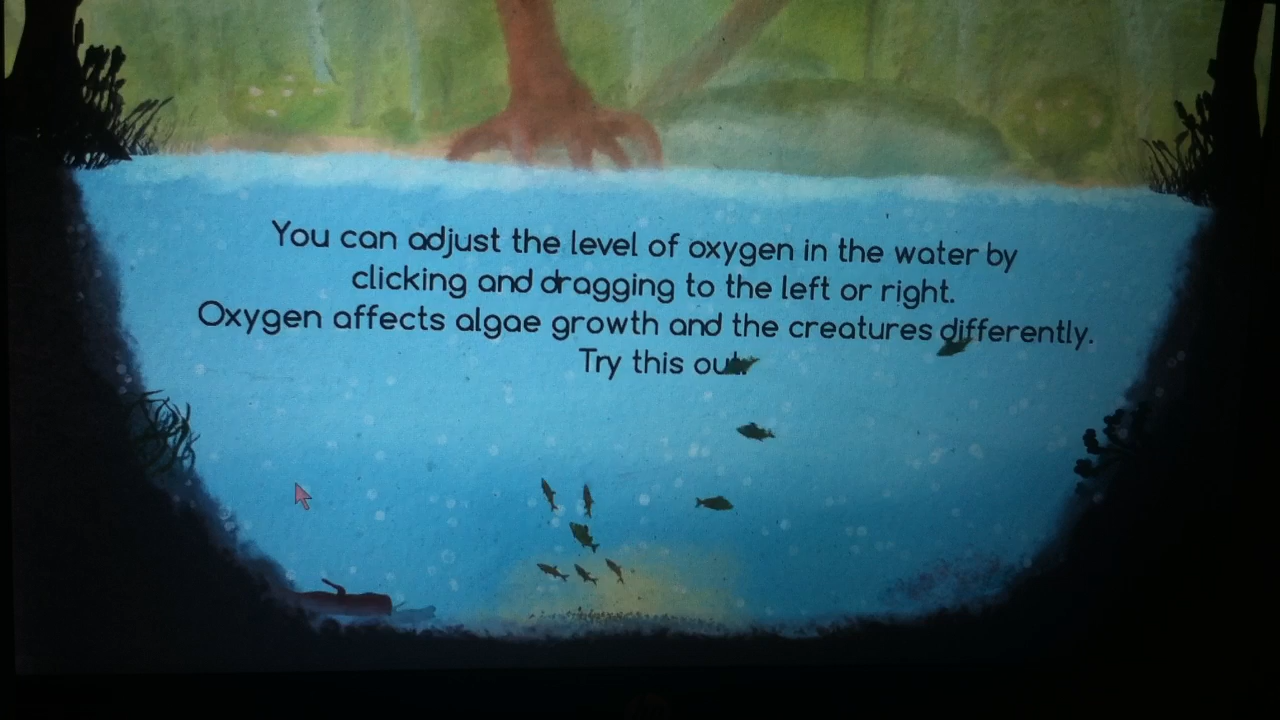 You can adjust the level of oxygen in the water by
clicking and dragging to the left or right.
Oxygen affects algae growth and the creatures differently.
Try this out.